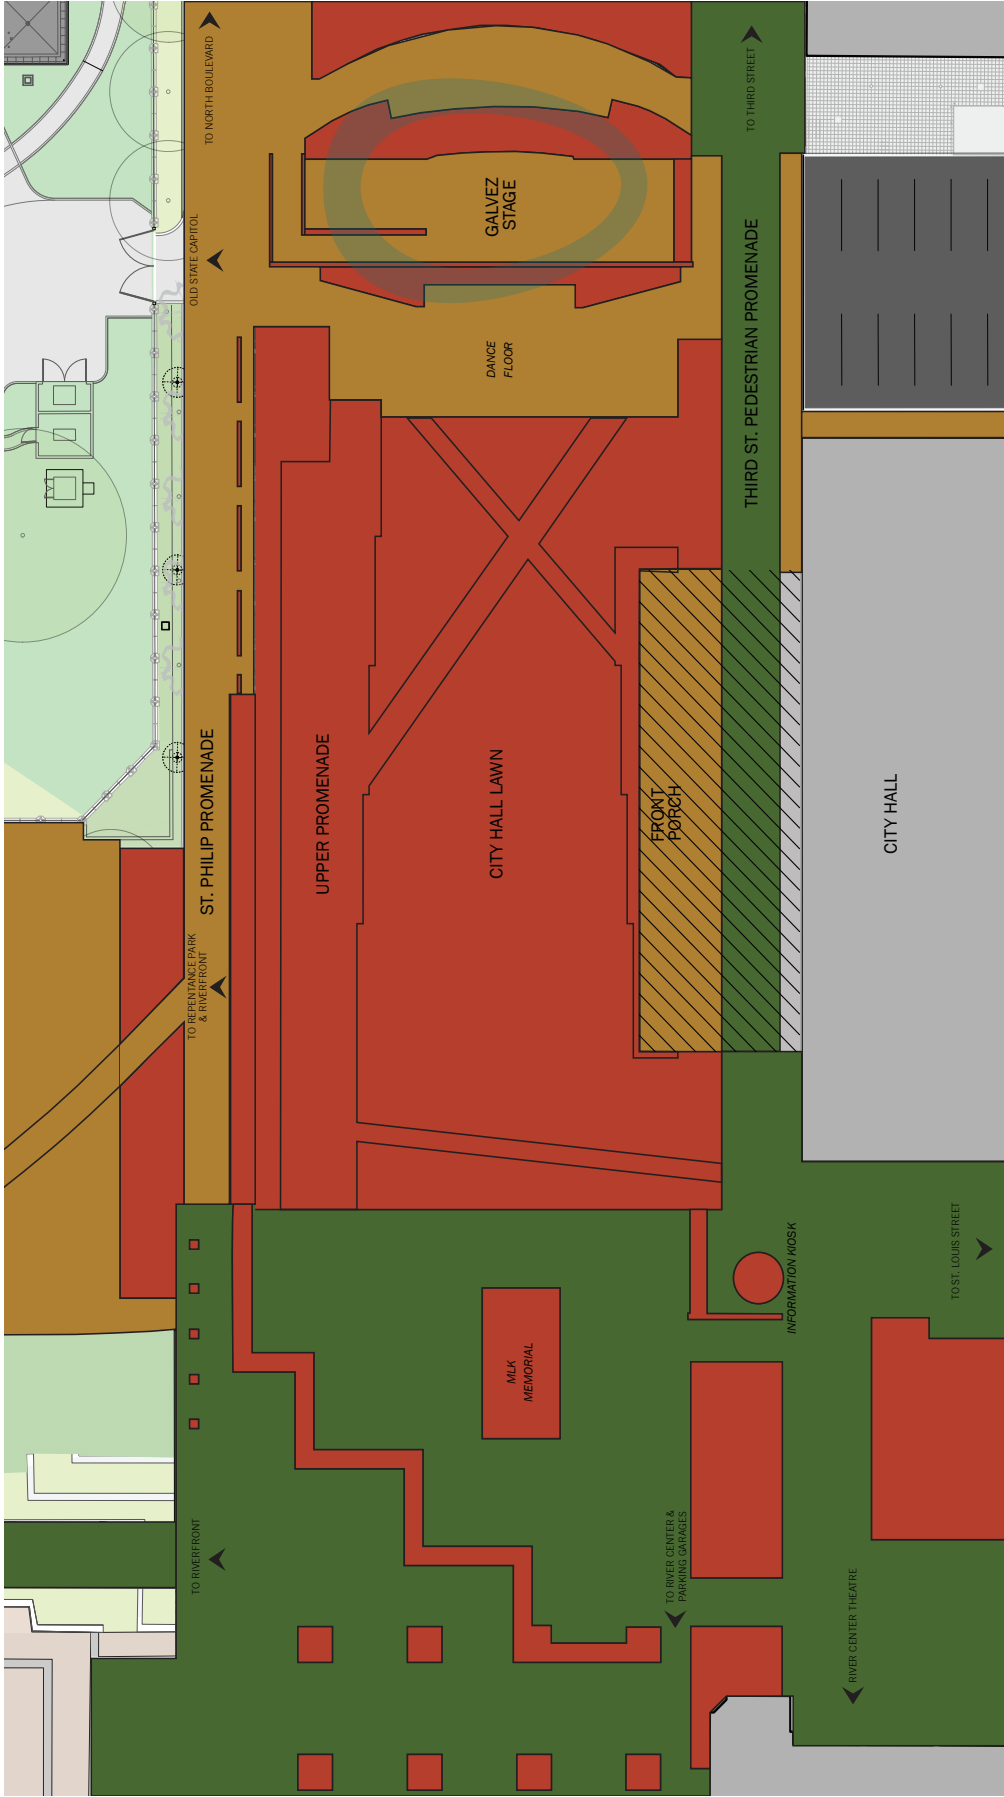 TO NORTH BOULEVARD
TO THIRD STREET
OLD STATE CAPITOL
GALVEZ
STAGE
DANCE
FLOOR
THIRD ST. PEDESTRIAN PROMENADE
ST. PHILIP PROMENADE
UPPER PROMENADE
CITY HALL LAWN
FRONT
PORCH
CITY HALL
TO REPENTANCE PARK
& RIVERFRONT
TO ST. LOUIS STREET
INFORMATION KIOSK
MLK
MEMORIAL
TO RIVERFRONT
TO RIVER CENTER &
PARKING GARAGES
RIVER CENTER THEATRE